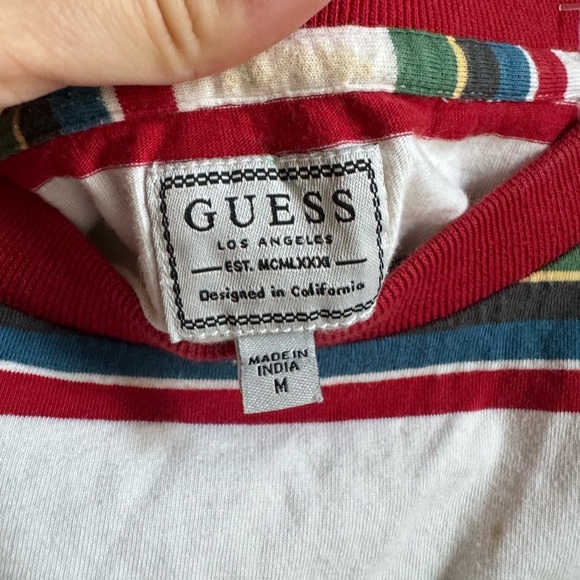 GUESS
LOS ANGELES
EST. MCMLXXXI
Designed in California
MADE IN
INDIA
M